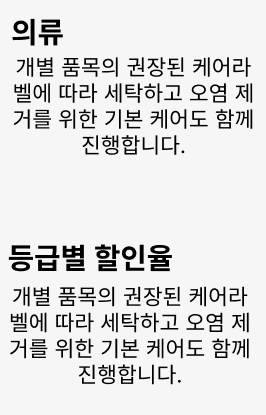 의류
개별 품목의 권장된 케어라
벨에 따라 세탁하고 오염 제
거를 위한 기본 케어도 함께
진행합니다.
등급별 할인율
개별 품목의 권장된 케어라
벨에 따라 세탁하고 오염 제
거를 위한 기본 케어도 함께
진행합니다.